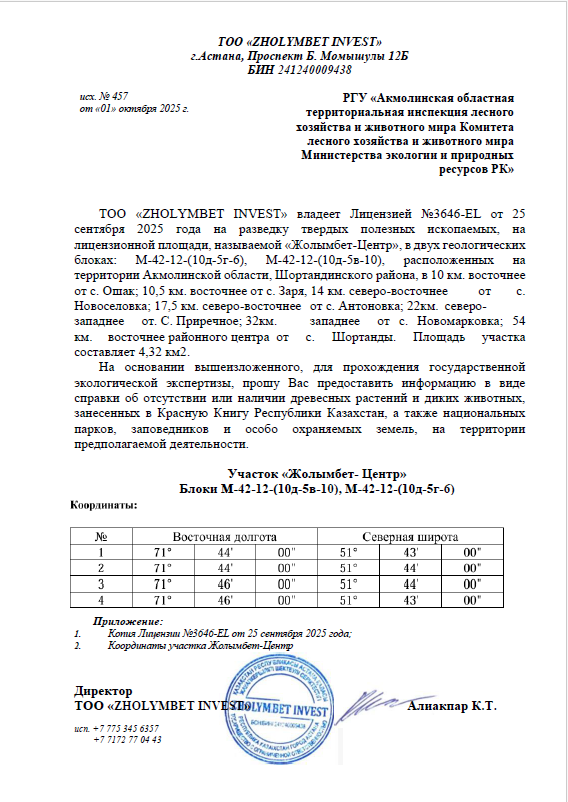 ТОО «ZHOLYMBET INVEST»
г.Астана, Проспект Б. Момышулы 12Б
БИН 241240009438
исх. № 457
от «01» октября 2025 г.
РГУ «Акмолинская областная
территориальная инспекция лесного
хозяйства и животного мира Комитета
лесного хозяйства и животного мира
Министерства экологии и природных
ресурсов РК»
ТОО «ZHOLYMBET INVEST» владеет Лицензией №3646-EL от 25
сентября 2025 года на разведку твердых полезных ископаемых, на
лицензионной площади, называемой «Жолымбет-Центр», в двух геологических
блоках: М-42-12-(10д-5г-6), М-42-12-(10д-5в-10), расположенных на
территории Акмолинской области, Шортандинского района, в 10 км. восточнее
от с. Ошак; 10,5 км. восточнее от с. Заря, 14 км. северо-восточнее от с.
Новоселовка; 17,5 км. северо-восточнее от с. Антоновка; 22км. северо-
западнее от. С. Приречное; 32км. западнее от с. Новомарковка; 54
км. восточнее районного центра от с. Шортанды. Площадь участка
составляет 4,32 км2.
На основании вышеизложенного, для прохождения государственной
экологической экспертизы, прошу Вас предоставить информацию в виде
справки об отсутствии или наличии древесных растений и диких животных,
занесенных в Красную Книгу Республики Казахстан, а также национальных
парков, заповедников и особо охраняемых земель, на территории
предполагаемой деятельности.
Участок «Жолымбет- Центр»
Блоки М-42-12-(10д-5в-10), М-42-12-(10д-5г-6)
Координаты:
№ Восточная долгота Северная широта
1 71° 44' 00" 51° 43' 00"
2 71° 44' 00" 51° 44' 00"
3 71° 46' 00" 51° 44' 00"
4 71° 46' 00" 51° 43' 00"
Приложение:
1. Копия Лицензии №3646-EL от 25 сентября 2025 года;
2. Координаты участка Жолымбет-Центр
Директор
ТОО «ZHOLYMBET INVEST» Алиакпар К.Т.
ZHOLYMBET INVEST
исп. +7 775 345 6357
+7 7172 77 04 43